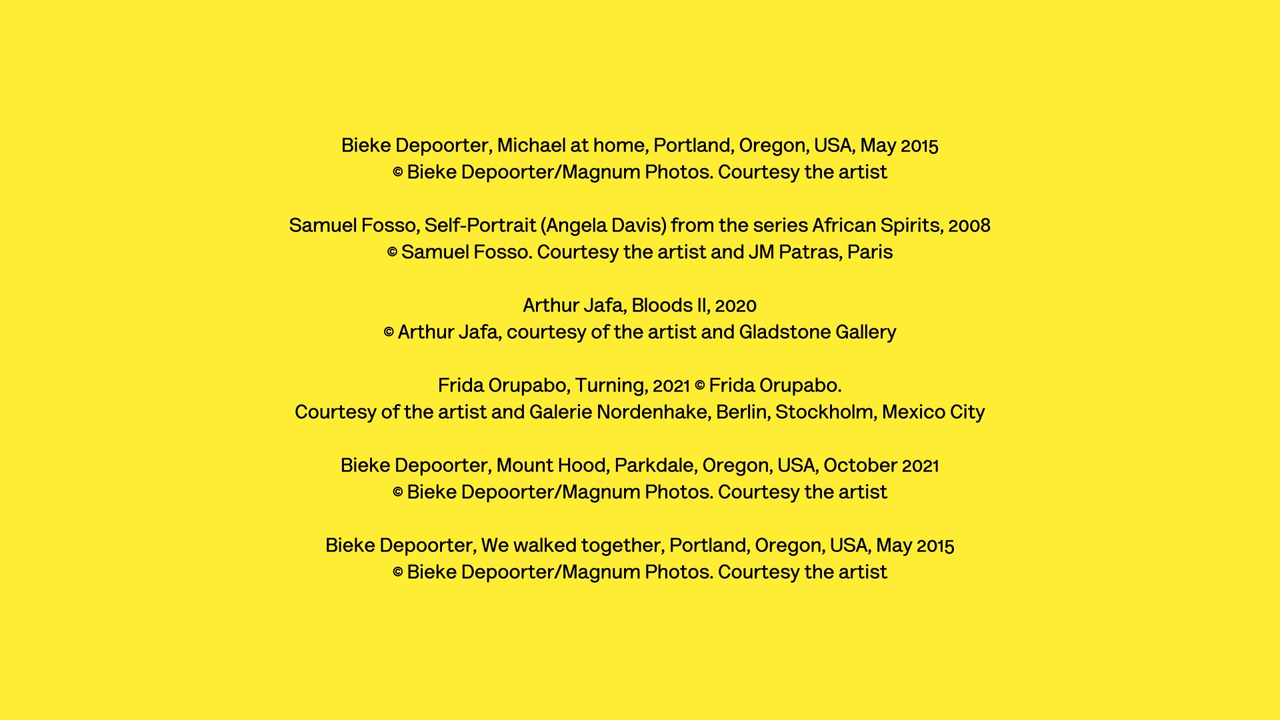 Bieke Depoorter, Michael at home, Portland, Oregon, USA, May 2015
© Bieke Depoorter/Magnum Photos. Courtesy the artist
Samuel Fosso, Self-Portrait (Angela Davis) from the series African Spirits, 2008
© Samuel Fosso. Courtesy the artist and JM Patras, Paris
Arthur Jafa, Bloods II, 2020
© Arthur Jafa, courtesy of the artist and Gladstone Gallery
Frida Orupabo, Turning, 2021 © Frida Orupabo.
Courtesy of the artist and Galerie Nordenhake, Berlin, Stockholm, Mexico City
Bieke Depoorter, Mount Hood, Parkdale, Oregon, USA, October 2021
© Bieke Depoorter/Magnum Photos. Courtesy the artist
Bieke Depoorter, We walked together, Portland, Oregon, USA, May 2015
© Bieke Depoorter/Magnum Photos. Courtesy the artist